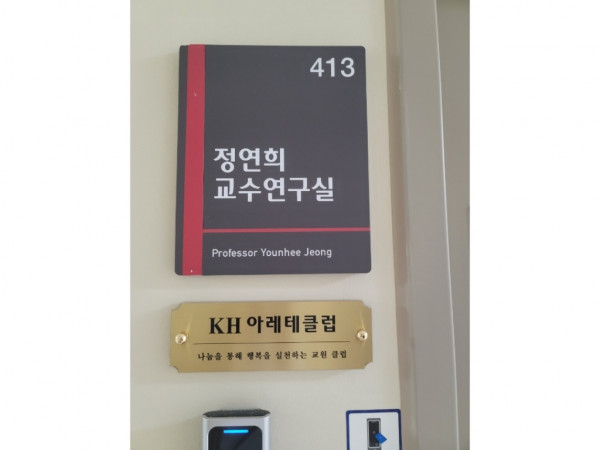 413
정연희
교수연구실
Professor Younhee Jeong
KH 아레테클럽
나눔을 통해 행복을 실천하는 교원 클럽